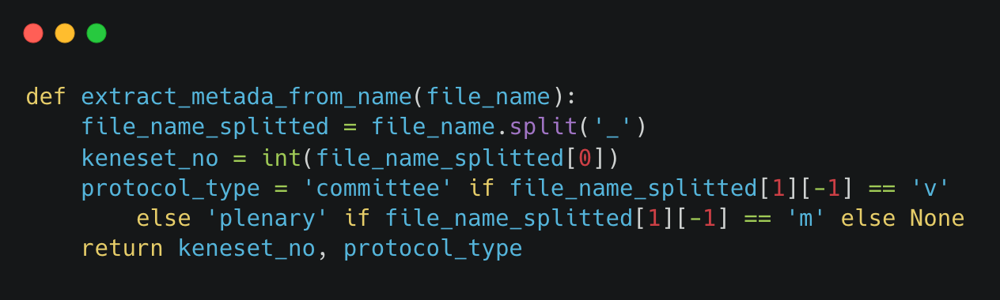 def extract_metada_from_name(file_name):
    file_name_splitted = file_name.split('_')
    keneset_no = int(file_name_splitted[0])
    protocol_type = 'committee' if file_name_splitted[1][-1] == 'v'
        else 'plenary' if file_name_splitted[1][-1] == 'm' else None
    return keneset_no, protocol_type